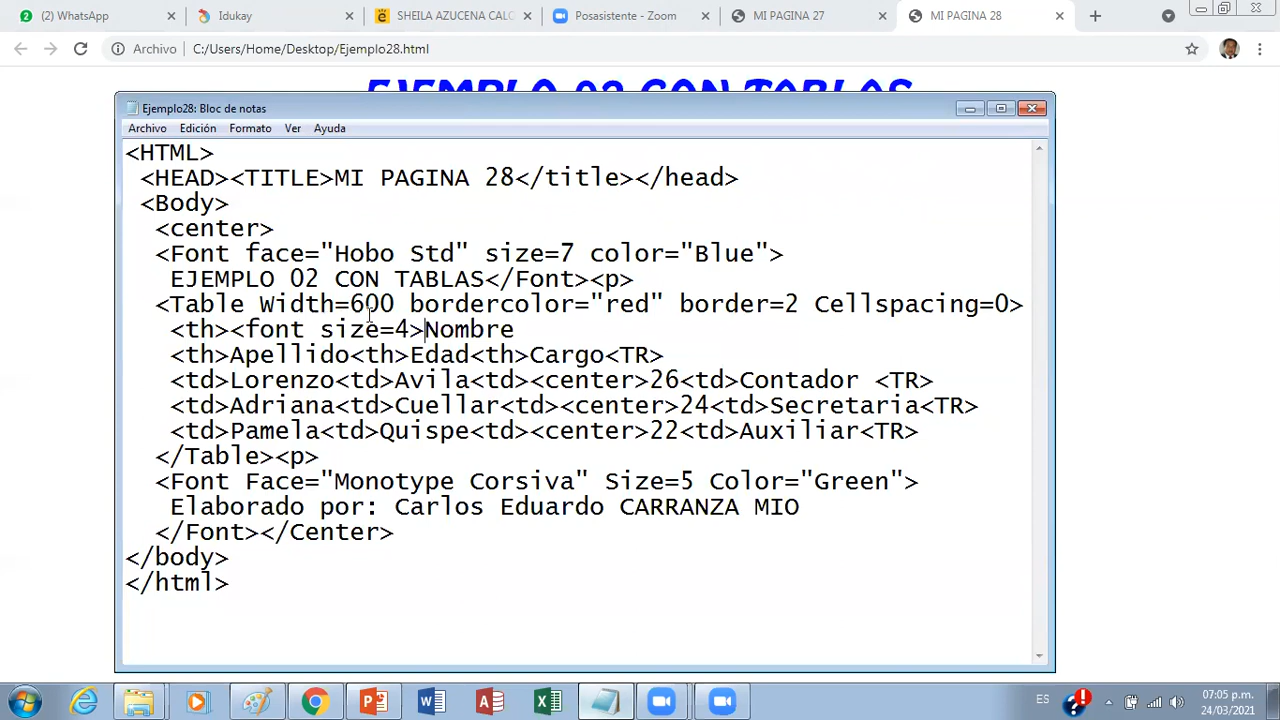 (2) WhatsApp
Idukay
SHEILA AZUCENA CALC
Posasistente - Zoom
MI PAGINA 27
MI PAGINA 28
Archivo C:/Users/Home/Desktop/Ejemplo28.html
EJEMPLO 02 CON TABLAS
Ejemplo28: Bloc de notas
Archivo Edición Formato Ver Ayuda
<HTML>
<HEAD><TITLE>MI PAGINA 28</title></head>
<Body>
<center>
<Font face="Hobo Std" size=7 color="Blue">
EJEMPLO 02 CON TABLAS</Font><p>
<Table Width=600 bordercolor="red" border=2 Cellspacing=0>
<th><font size=4>Nombre
<th>Apellido<th>Edad<th>Cargo<TR>
<td>Lorenzo<td>Avila<td><center>26<td>Contador <TR>
<td>Adriana<td>Cuellar<td><center>24<td>Secretaria<TR>
<td>Pamela<td>Quispe<td><center>22<td>Auxiliar<TR>
</Table><p>
<Font Face="Monotype Corsiva" Size=5 Color="Green">
Elaborado por: Carlos Eduardo CARRANZA MIO
</Font></Center>
</body>
</html>
ES
07:05 p.m.
24/03/2021